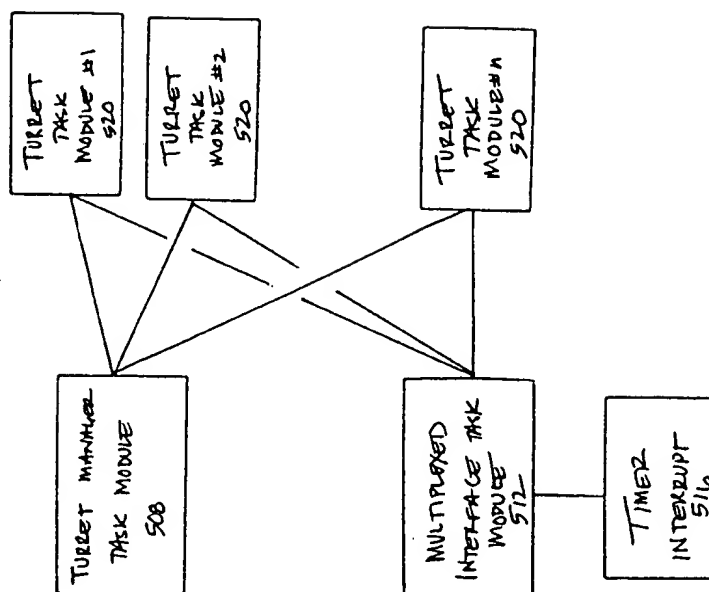 TURRET
TASK
MODULE #1
520
TURRET
TASK
MODULE #2
520
TURRET
TASK
MODULE #n
520
TURRET MANAGER
TASK MODULE
508
MULTIPLEXED
INTERFACE TASK
MODULE
512
TIMER
INTERRUPT
516